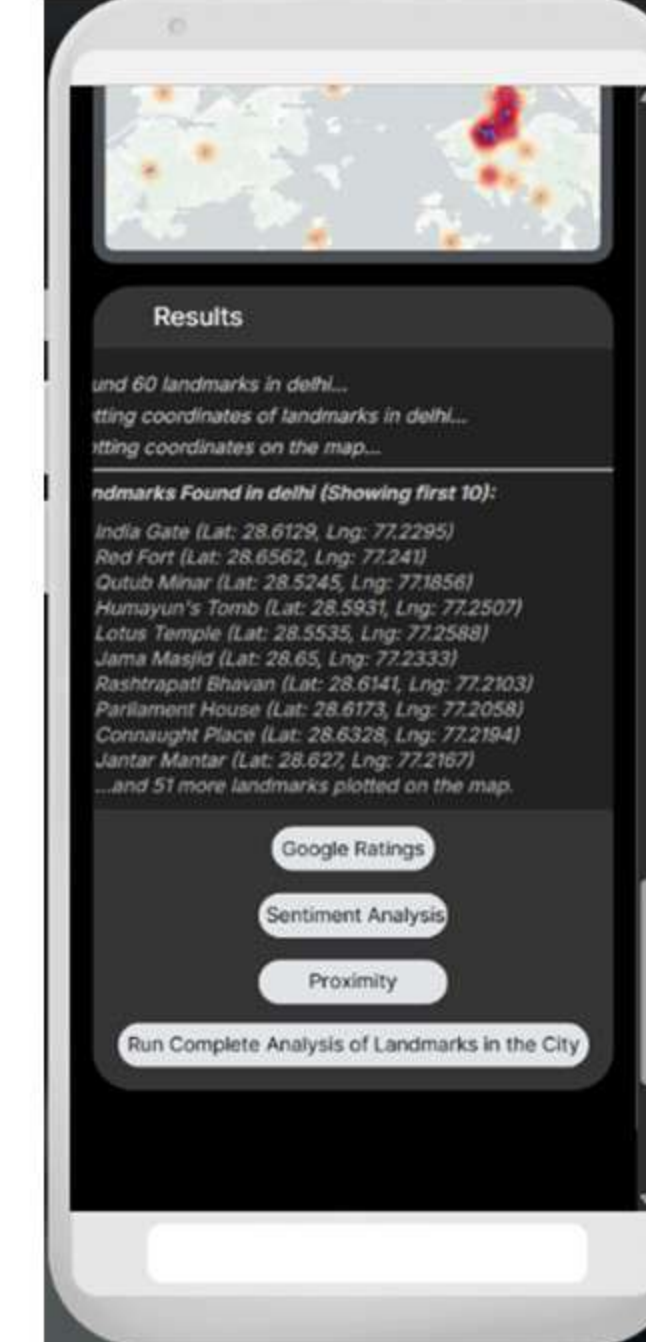 Results
und 60 landmarks in delhi...
tting coordinates of landmarks in delhi...
tting coordinates on the map...
ndmarks Found in delhi (Showing first 10):
India Gate (Lat: 28.6129, Lng: 77.2295)
Red Fort (Lat: 28.6562, Lng: 77.241)
Qutub Minar (Lat: 28.5245, Lng: 77.1856)
Humayun's Tomb (Lat: 28.5931, Lng: 77.2507)
Lotus Temple (Lat: 28.5535, Lng: 77.2588)
Jama Masjid (Lat: 28.65, Lng: 77.2333)
Rashtrapati Bhavan (Lat: 28.6141, Lng: 77.2103)
Parliament House (Lat: 28.6173, Lng: 77.2058)
Connaught Place (Lat: 28.6328, Lng: 77.2194)
Jantar Mantar (Lat: 28.627, Lng: 77.2167)
...and 51 more landmarks plotted on the map.
Google Ratings
Sentiment Analysis
Proximity
Run Complete Analysis of Landmarks in the City